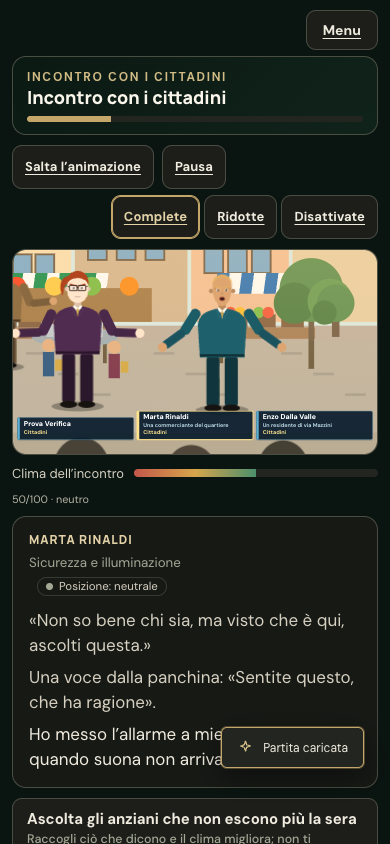 Menu
INCONTRO CON I CITTADINI
Incontro con i cittadini
Salta l’animazione
Pausa
Complete
Ridotte
Disattivate
Prova Verifica
Cittadini
Marta Rinaldi
Una commerciante del quartiere
Cittadini
Enzo Dalla Valle
Un residente di via Mazzini
Cittadini
Clima dell’incontro
50/100 · neutro
MARTA RINALDI
Sicurezza e illuminazione
Posizione: neutrale
«Non so bene chi sia, ma visto che è qui,
ascolti questa.»
Una voce dalla panchina: «Sentite questo,
che ha ragione».
Ho messo l’allarme a mie
quando suona non arriva
Partita caricata
Ascolta gli anziani che non escono più la sera
Raccogli ciò che dicono e il clima migliora; non ti